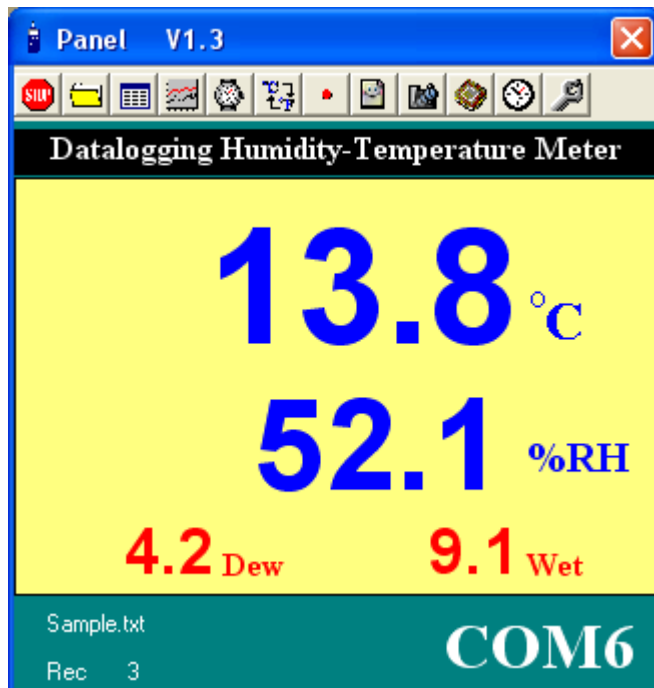 Panel V1.3
STOP
°C °F
Datalogging Humidity-Temperature Meter
13.8 °C
52.1 %RH
4.2 Dew 9.1 Wet
Sample.txt
COM6
Rec 3